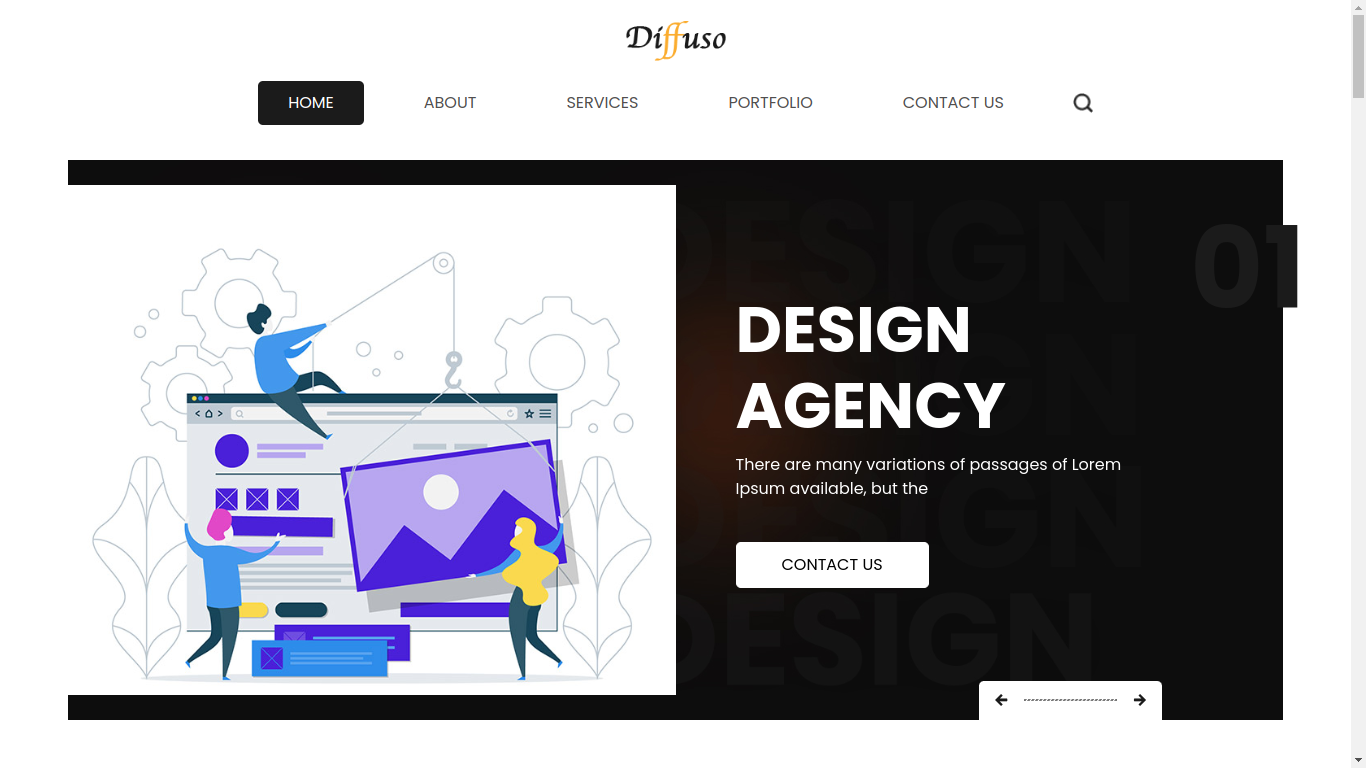 Diffuso
HOME ABOUT SERVICES PORTFOLIO CONTACT US
DESIGN
01
DESIGN
AGENCY
There are many variations of passages of Lorem
Ipsum available, but the
DESIGN
CONTACT US
DESIGN